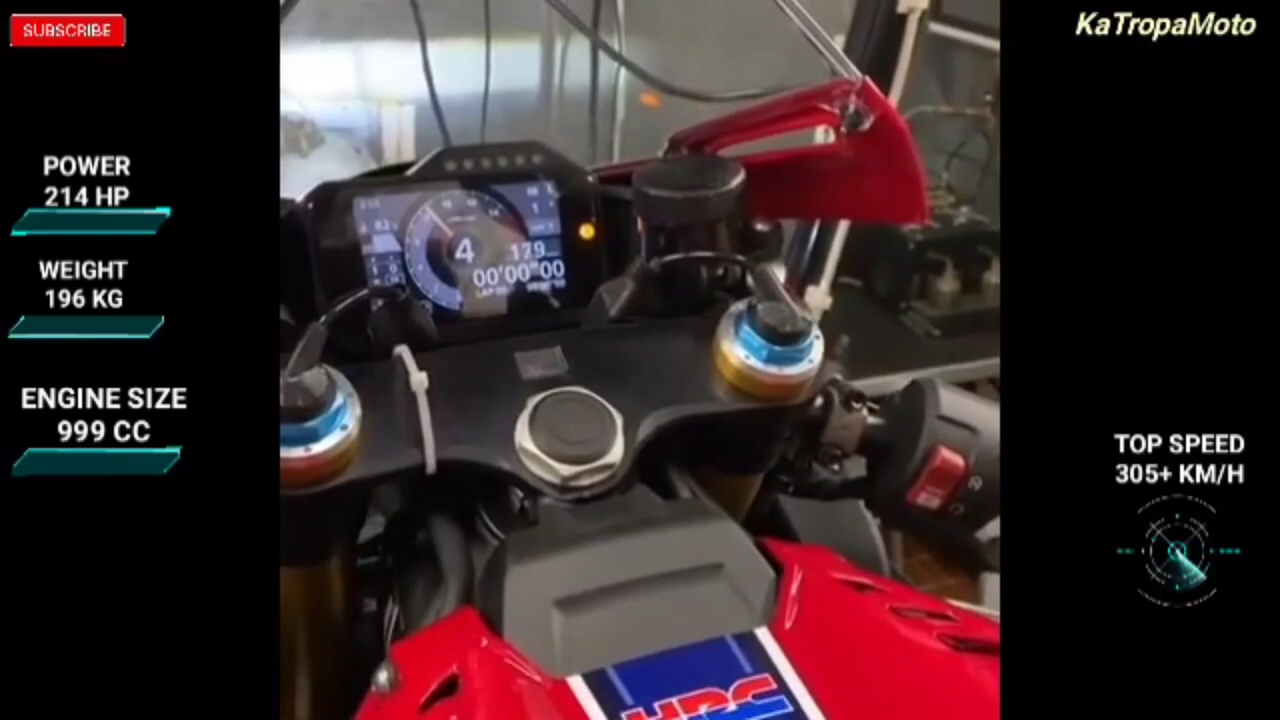 SUBSCRIBE
KaTropaMoto
POWER
214 HP
WEIGHT
196 KG
ENGINE SIZE
999 CC
TOP SPEED
305+ KM/H
4
179
00'00"00
HRC